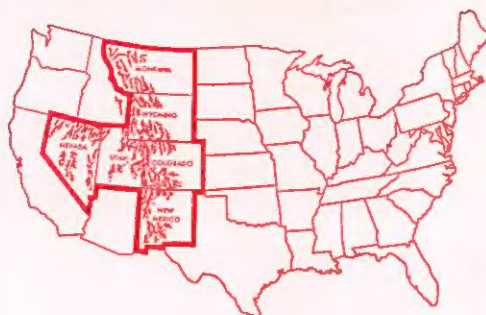 MONTANA
WYOMING
NEVADA
UTAH
COLORADO
NEW
MEXICO